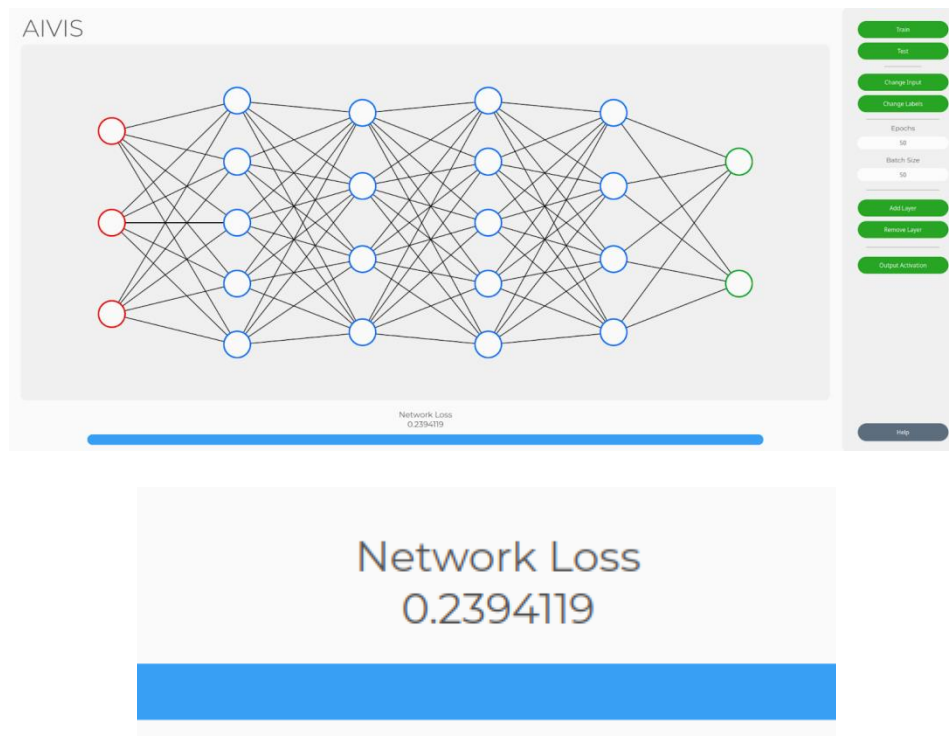 AIVIS
Train
Test
Change Input
Change Labels
Epochs
50
Batch Size
50
Add Layer
Remove Layer
Output Activation
Network Loss
0.2394119
Help
Network Loss
0.2394119